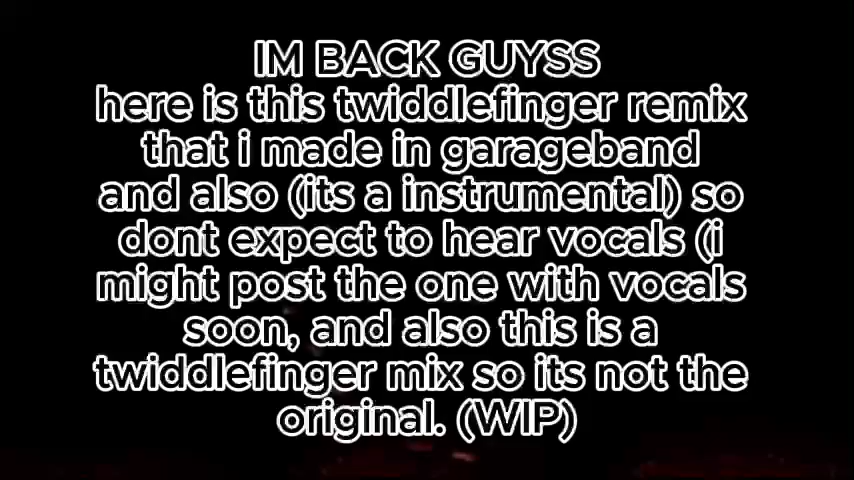 IM BACK GUYSS
here is this twiddlefinger remix
that i made in garageband
and also (its a instrumental) so
dont expect to hear vocals (i
might post the one with vocals
soon, and also this is a
twiddlefinger mix so its not the
original. (WIP)